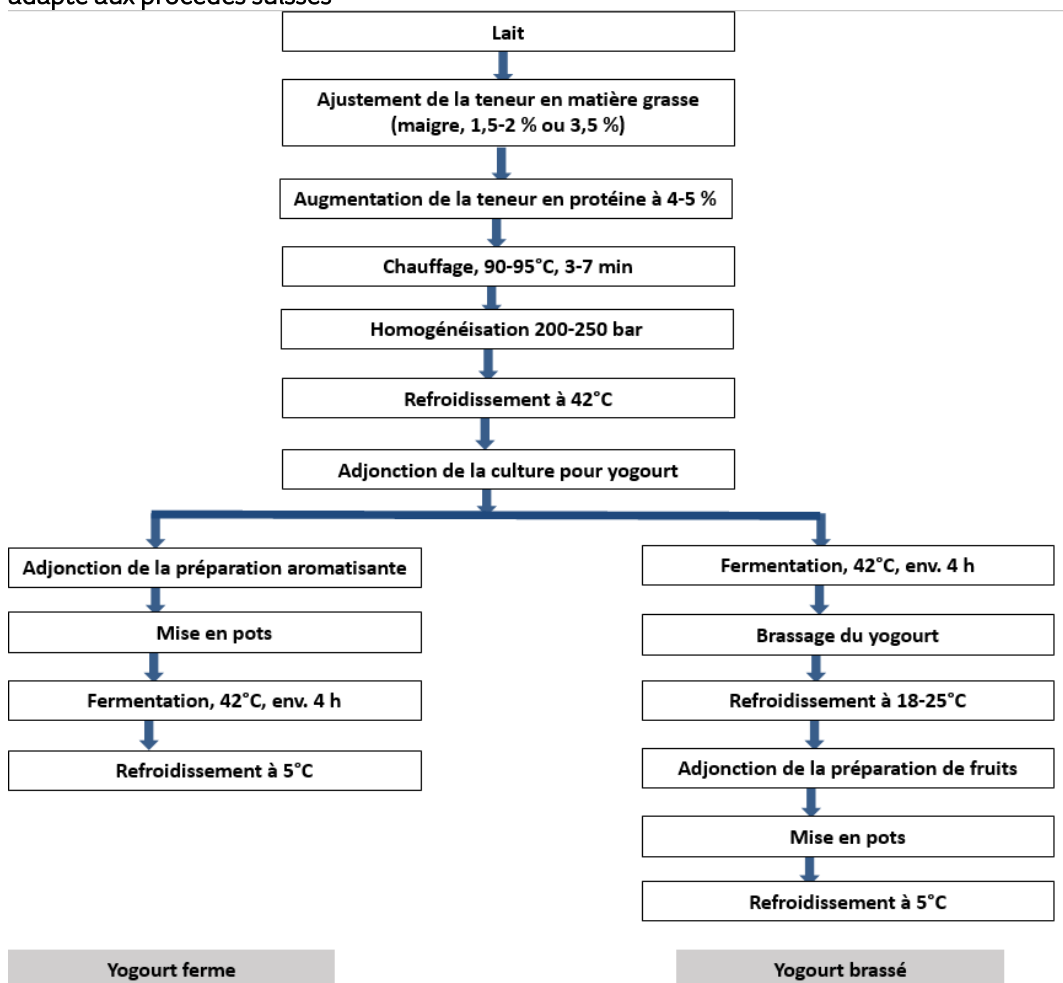 adapté aux procédés suisses
Lait
Ajustement de la teneur en matière grasse
(maigre, 1,5-2 % ou 3,5 %)
Augmentation de la teneur en protéine à 4-5 %
Chauffage, 90-95°C, 3-7 min
Homogénéisation 200-250 bar
Refroidissement à 42°C
Adjonction de la culture pour yogourt
Adjonction de la préparation aromatisante
Mise en pots
Fermentation, 42°C, env. 4 h
Refroidissement à 5°C
Yogourt ferme
Fermentation, 42°C, env. 4 h
Brassage du yogourt
Refroidissement à 18-25°C
Adjonction de la préparation de fruits
Mise en pots
Refroidissement à 5°C
Yogourt brassé